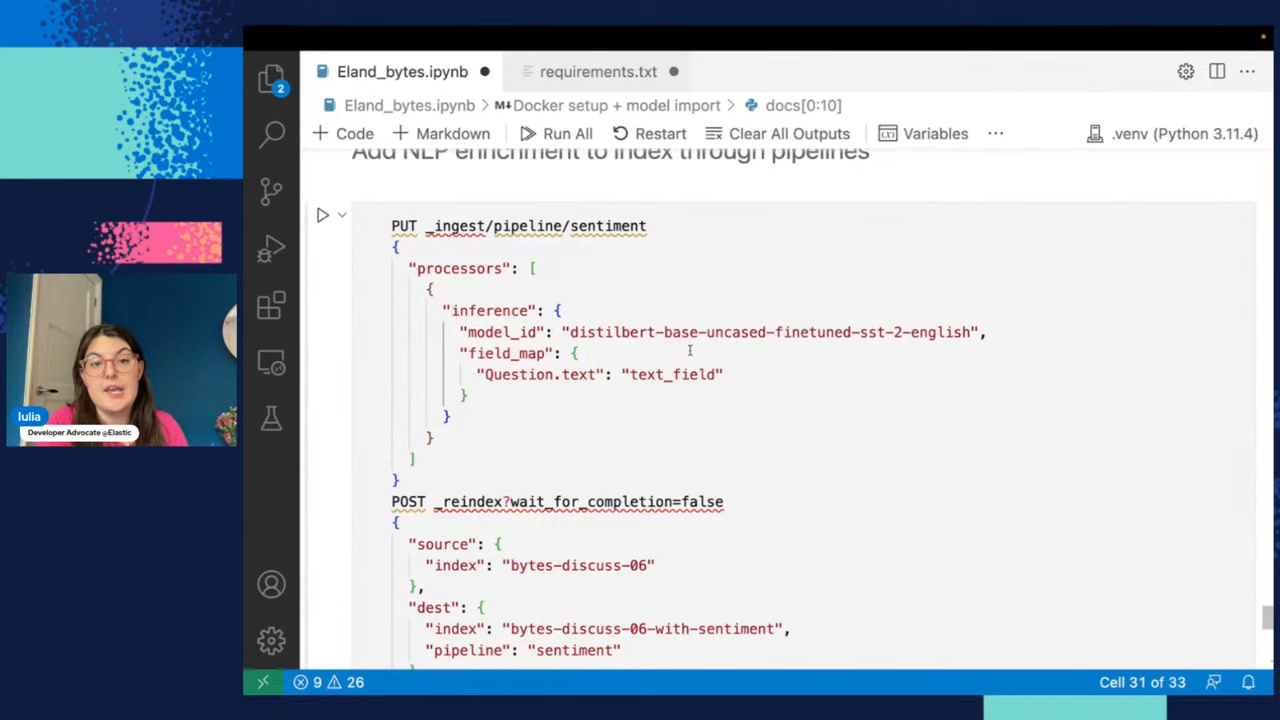 Eland_bytes.ipynb
requirements.txt
2
Eland_bytes.ipynb > M↓Docker setup + model import > docs[0:10]
+ Code + Markdown Run All Restart Clear All Outputs Variables ... .venv (Python 3.11.4)
Add NLP enrichment to index through pipelines
PUT _ingest/pipeline/sentiment
{
"processors": [
{
"inference": {
"model_id": "distilbert-base-uncased-finetuned-sst-2-english",
"field_map": {
"Question.text": "text_field"
}
}
}
]
}
POST _reindex?wait_for_completion=false
{
"source": {
"index": "bytes-discuss-06"
},
"dest": {
"index": "bytes-discuss-06-with-sentiment",
"pipeline": "sentiment"
Iulia
Developer Advocate @Elastic
9 26
Cell 31 of 33